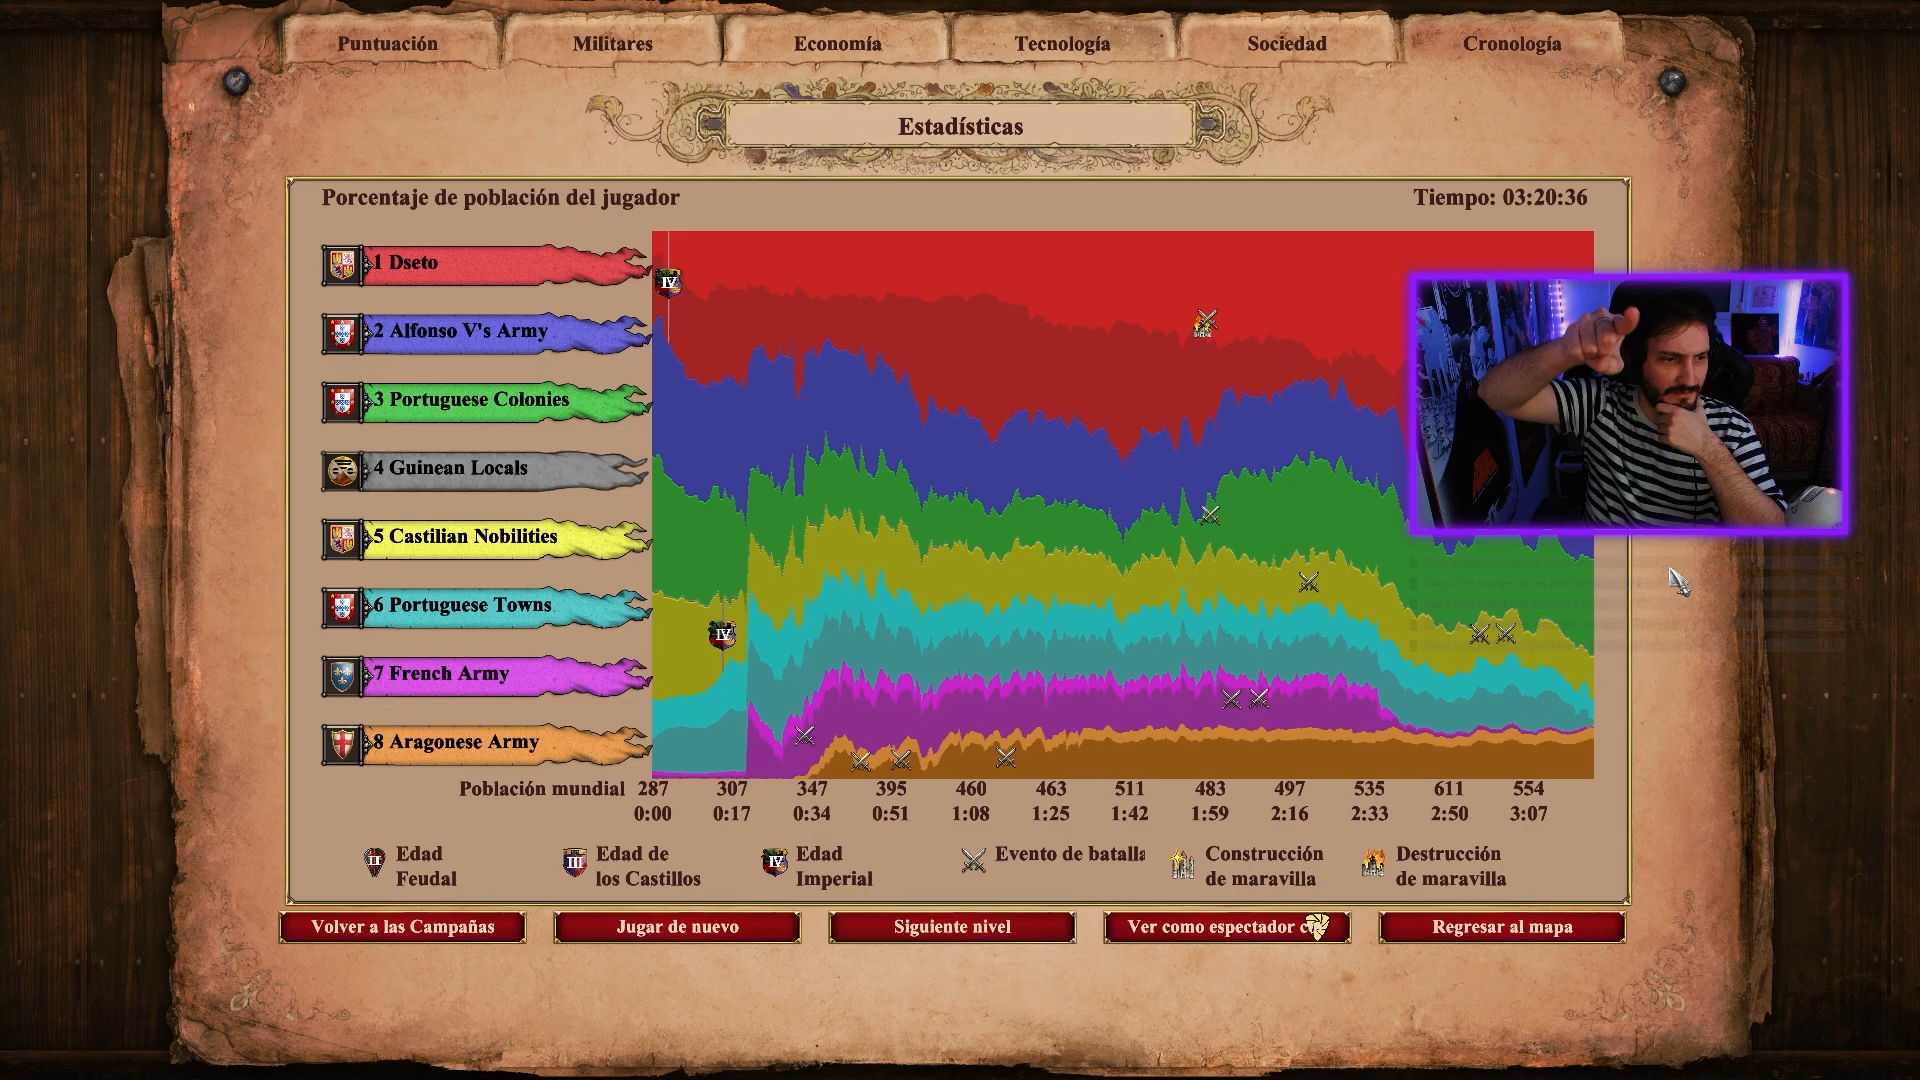 Puntuación
Militares
Economía
Tecnología
Sociedad
Cronología
Estadísticas
Porcentaje de población del jugador
Tiempo: 03:20:36
1 Dseto
2 Alfonso V's Army
3 Portuguese Colonies
4 Guinean Locals
5 Castilian Nobilities
6 Portuguese Towns
7 French Army
8 Aragonese Army
IV
IV
Población mundial 287 307 347 395 460 463 511 483 497 535 611 554
0:00 0:17 0:34 0:51 1:08 1:25 1:42 1:59 2:16 2:33 2:50 3:07
II Edad
Feudal
III Edad de
los Castillos
IV Edad
Imperial
Evento de batalla
Construcción
de maravilla
Destrucción
de maravilla
Volver a las Campañas
Jugar de nuevo
Siguiente nivel
Ver como espectador
Regresar al mapa